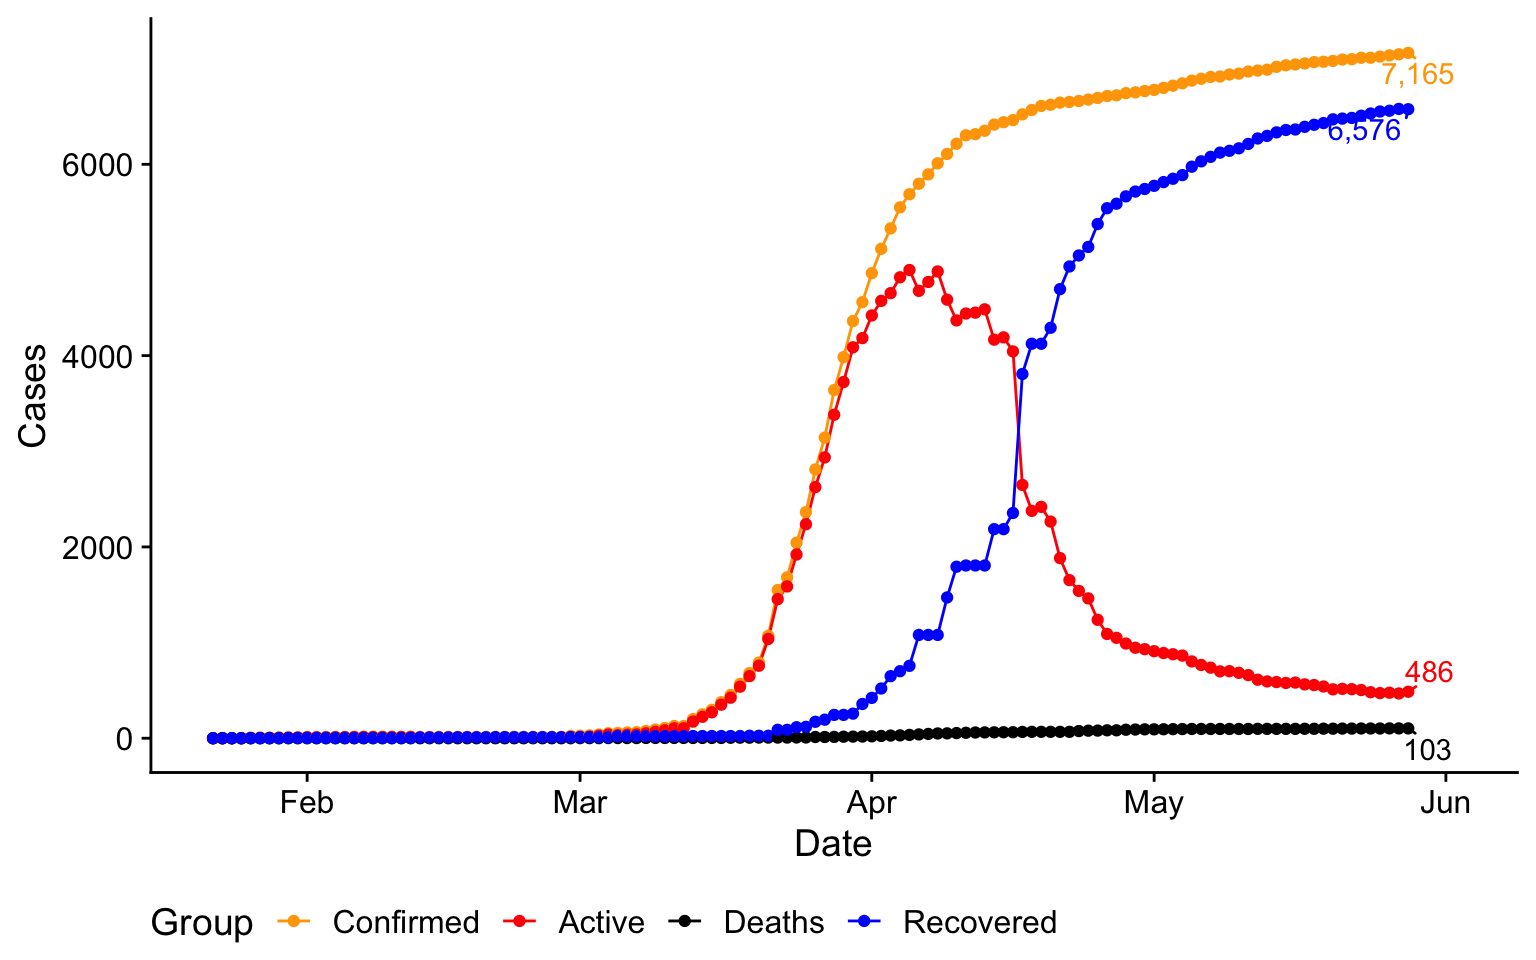 7,165
6,576
6000
4000
2000
0
486
103
Cases
Feb Mar Apr May Jun
Date
Group Confirmed Active Deaths Recovered